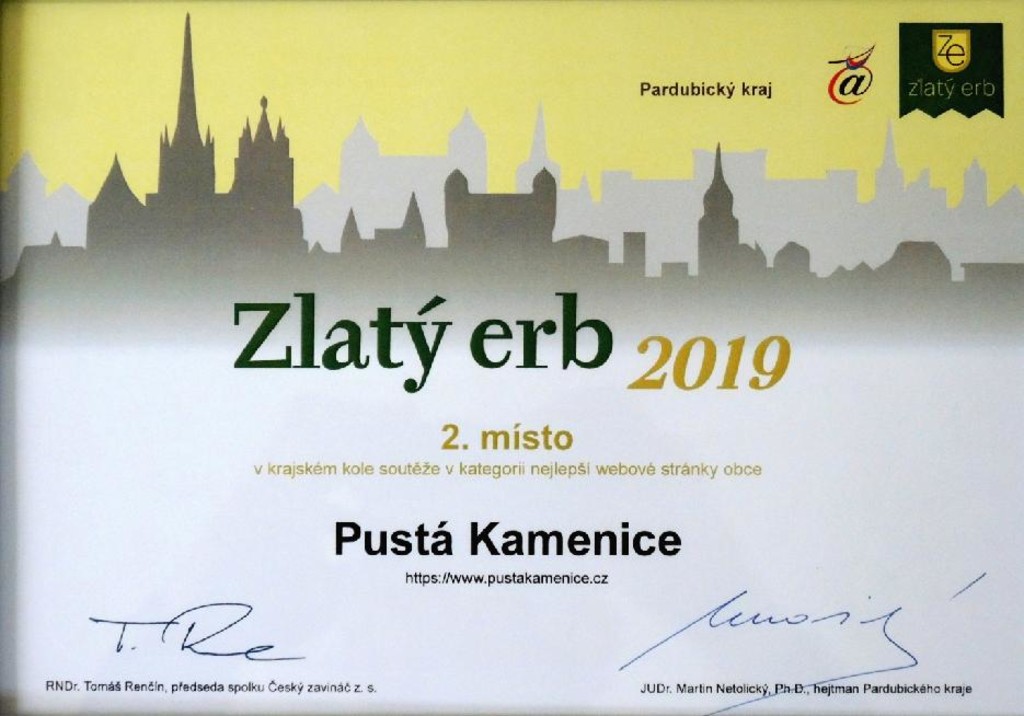 Pardubický kraj
Ze
zlatý erb
Zlatý erb 2019
2. místo
v krajském kole soutěže v kategorii nejlepší webové stránky obce
Pustá Kamenice
https://www.pustakamenice.cz
RNDr. Tomáš Renčín, předseda spolku Český zavináč z. s.
JUDr. Martin Netolický, Ph.D., hejtman Pardubického kraje